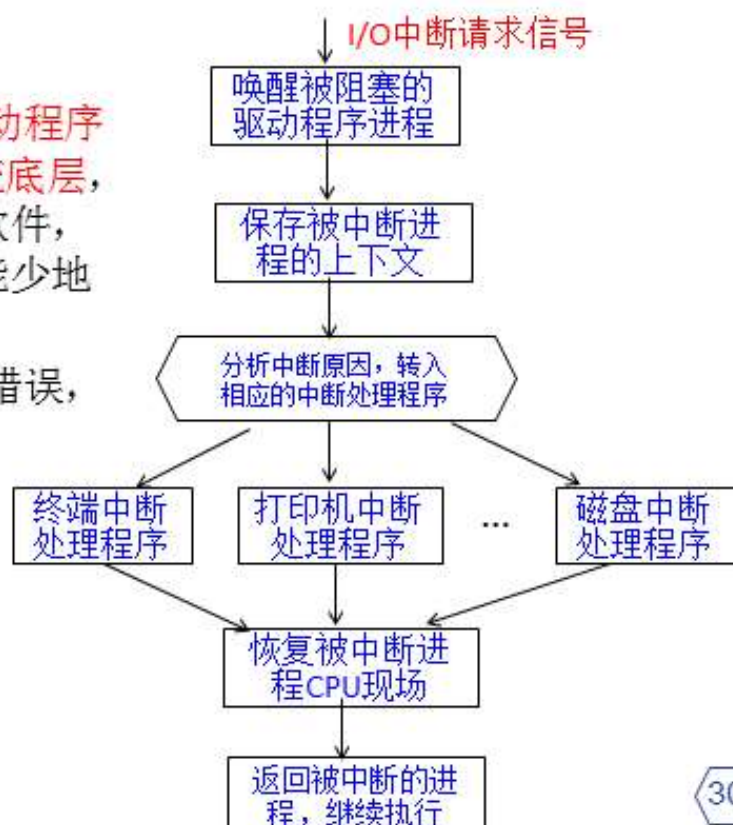 I/O中断请求信号
唤醒被阻塞的
驱动程序进程
动程序
底层，
保存被中断进
程的上下文
件，
少地
分析中断原因，转入
相应的中断处理程序
错误，
终端中断
处理程序
打印机中断
处理程序
...
磁盘中断
处理程序
恢复被中断进
程CPU现场
返回被中断的进
程，继续执行
30